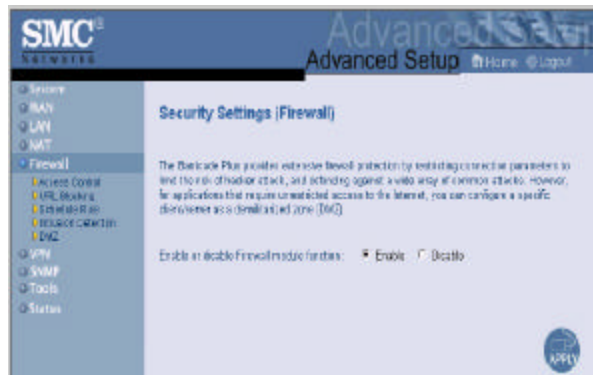 SMC®
Networks
Advanced Setup
Advanced Setup
Home Logout
System
WAN
LAN
NAT
Firewall
Access Control
URL Blocking
Schedule Rule
Intrusion Detection
DMZ
VPN
SNMP
Tools
Status
Security Settings (Firewall)
The Barricade Plus provides extensive firewall protection by restricting connection parameters to
limit the risk of hacker attack, and defending against a wide array of common attacks. However,
for applications that require unrestricted access to the Internet, you can configure a specific
client/server as a demilitarized zone (DMZ).
Enable or disable Firewall module function: Enable Disable
APPLY